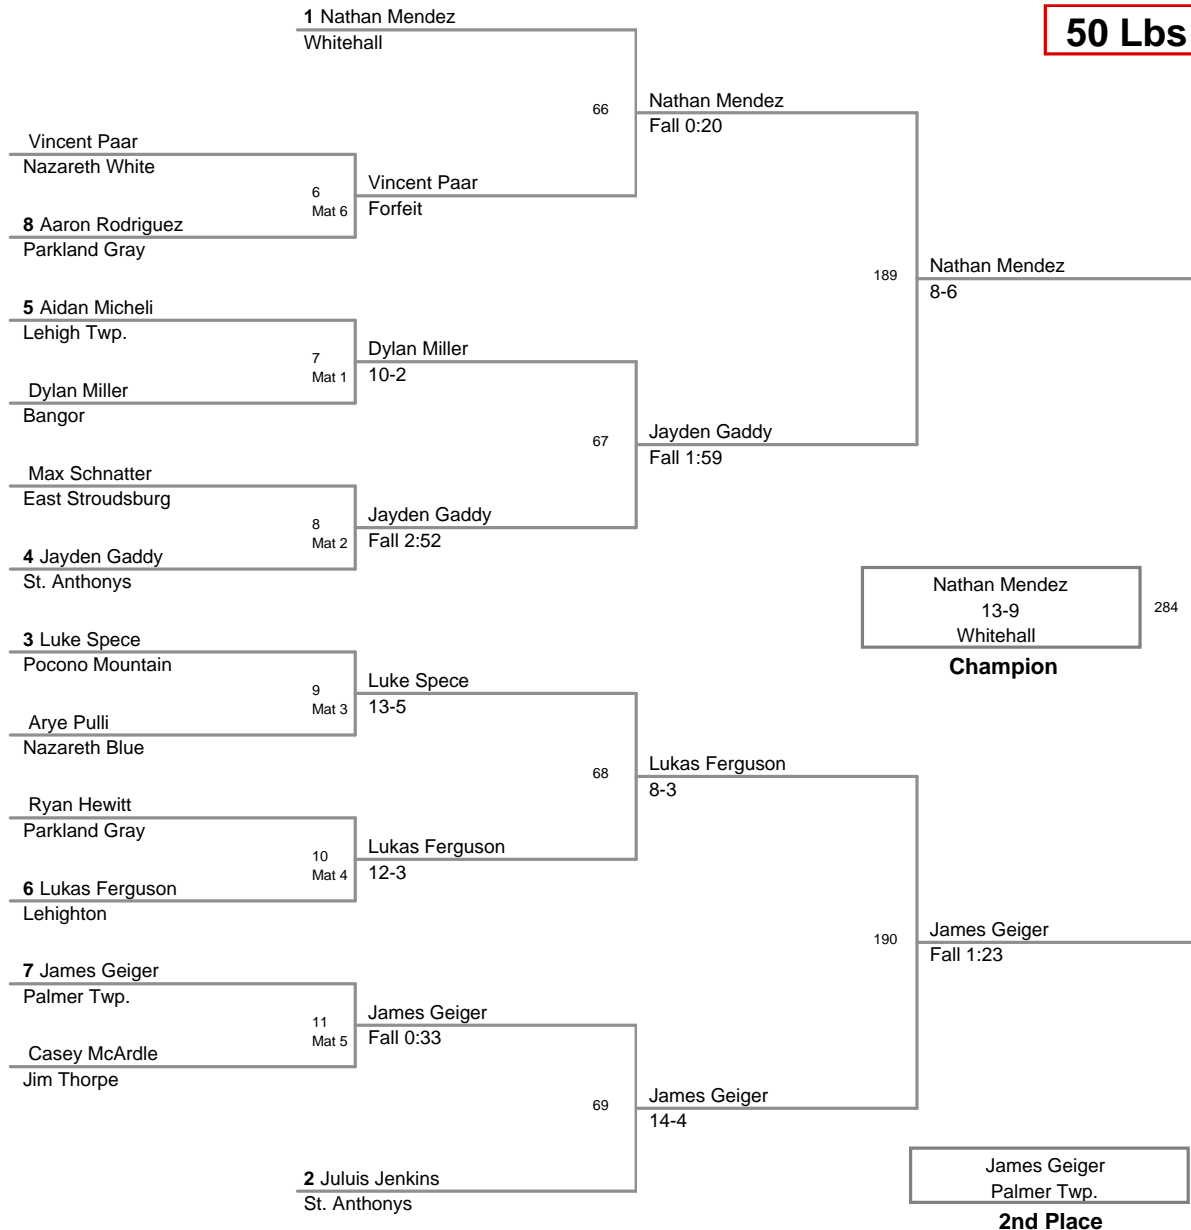 1 Nathan Mendez
Whitehall
50 Lbs
66
Nathan Mendez
Fall 0:20
Vincent Paar
Nazareth White
6
Mat 6
Vincent Paar
Forfeit
8 Aaron Rodriguez
Parkland Gray
189
Nathan Mendez
8-6
5 Aidan Micheli
Lehigh Twp.
7
Mat 1
Dylan Miller
10-2
Dylan Miller
Bangor
67
Jayden Gaddy
Fall 1:59
Max Schnatter
East Stroudsburg
8
Mat 2
Jayden Gaddy
Fall 2:52
4 Jayden Gaddy
St. Anthonys
Nathan Mendez
13-9
Whitehall
284
Champion
3 Luke Spece
Pocono Mountain
9
Mat 3
Luke Spece
13-5
Arye Pulli
Nazareth Blue
68
Lukas Ferguson
8-3
Ryan Hewitt
Parkland Gray
10
Mat 4
Lukas Ferguson
12-3
6 Lukas Ferguson
Lehighton
190
James Geiger
Fall 1:23
7 James Geiger
Palmer Twp.
11
Mat 5
James Geiger
Fall 0:33
Casey McArdle
Jim Thorpe
69
James Geiger
14-4
2 Juluis Jenkins
St. Anthonys
James Geiger
Palmer Twp.
2nd Place